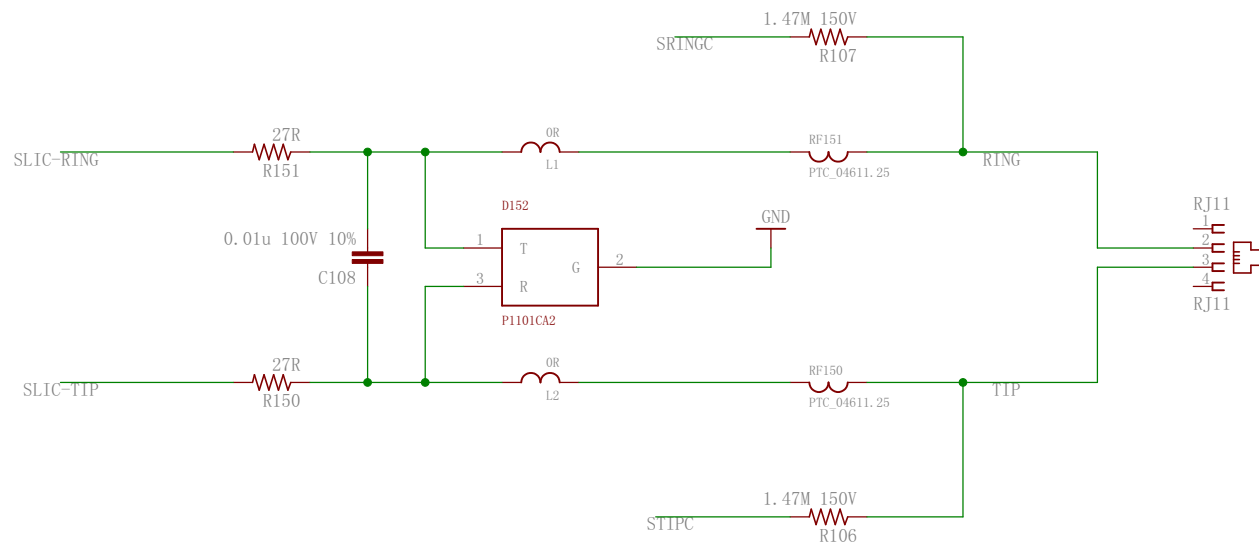 1.47M 150V
SRINGC
R107
27R
0R
RF151
SLIC-RING
R151
L1
PTC_04611.25
RING
D152
GND
RJ11
1
0.01u 100V 10%
1
T
2
2
G
3
C108
3
R
4
P1101CA2
RJ11
27R
0R
RF150
SLIC-TIP
R150
L2
PTC_04611.25
TIP
1.47M 150V
STIPC
R106